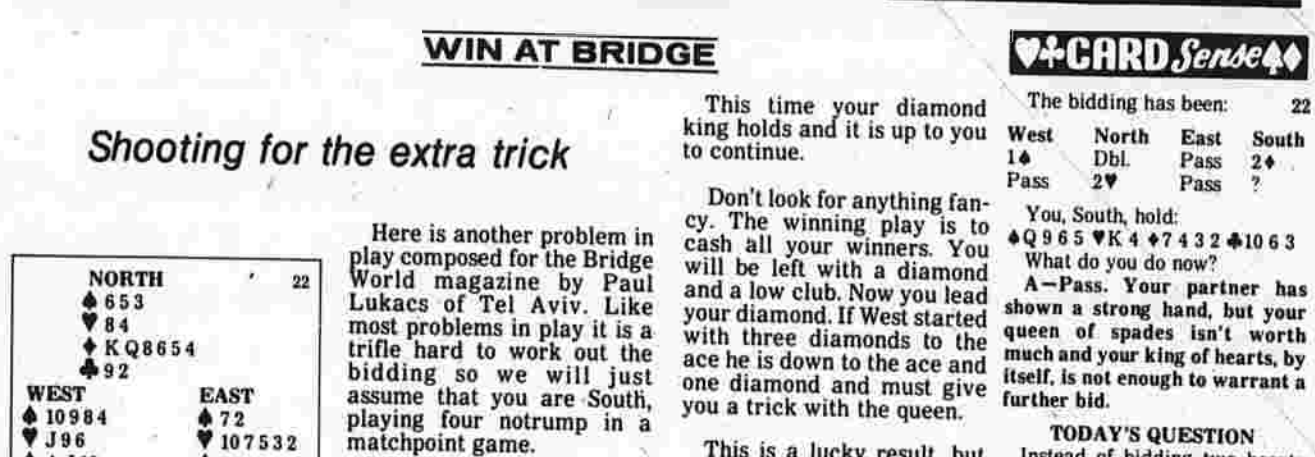 WIN AT BRIDGE
Shooting for the extra trick
NORTH 22
♠ 6 5 3
♥ 8 4
♦ K Q 8 6 5 4
♣ 9 2
WEST EAST
♠ 10 9 8 4 ♠ 7 2
♥ J 9 6 ♥ 10 7 5 3 2
Here is another problem in
play composed for the Bridge
World magazine by Paul
Lukacs of Tel Aviv. Like
most problems in play it is a
trifle hard to work out the
bidding so we will just
assume that you are South,
playing four notrump in a
matchpoint game.
This time your diamond
king holds and it is up to you
to continue.
Don't look for anything fan-
cy. The winning play is to
cash all your winners. You
will be left with a diamond
and a low club. Now you lead
your diamond. If West started
with three diamonds to the
ace he is down to the ace and
one diamond and must give
you a trick with the queen.
This is a lucky result, but
♥♣CARD Sense♠♦
The bidding has been: 22
West North East South
1♠ Dbl. Pass 2♦
Pass 2♥ Pass ?
You, South, hold:
♠Q 9 6 5 ♥K 4 ♦7 4 3 2 ♣10 6 3
What do you do now?
A—Pass. Your partner has
shown a strong hand, but your
queen of spades isn't worth
much and your king of hearts, by
itself, is not enough to warrant a
further bid.
TODAY'S QUESTION
Instead of bidding two hearts